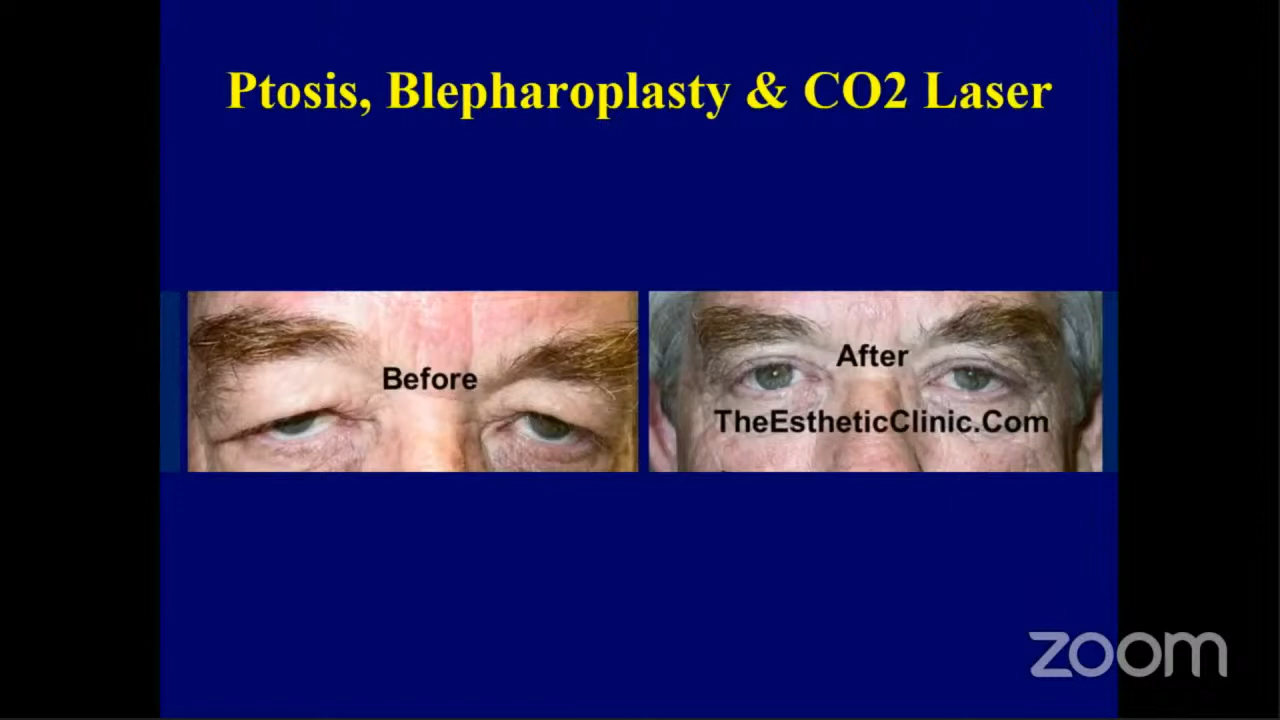 Ptosis, Blepharoplasty & CO2 Laser
Before
After
TheEstheticClinic.Com
zoom